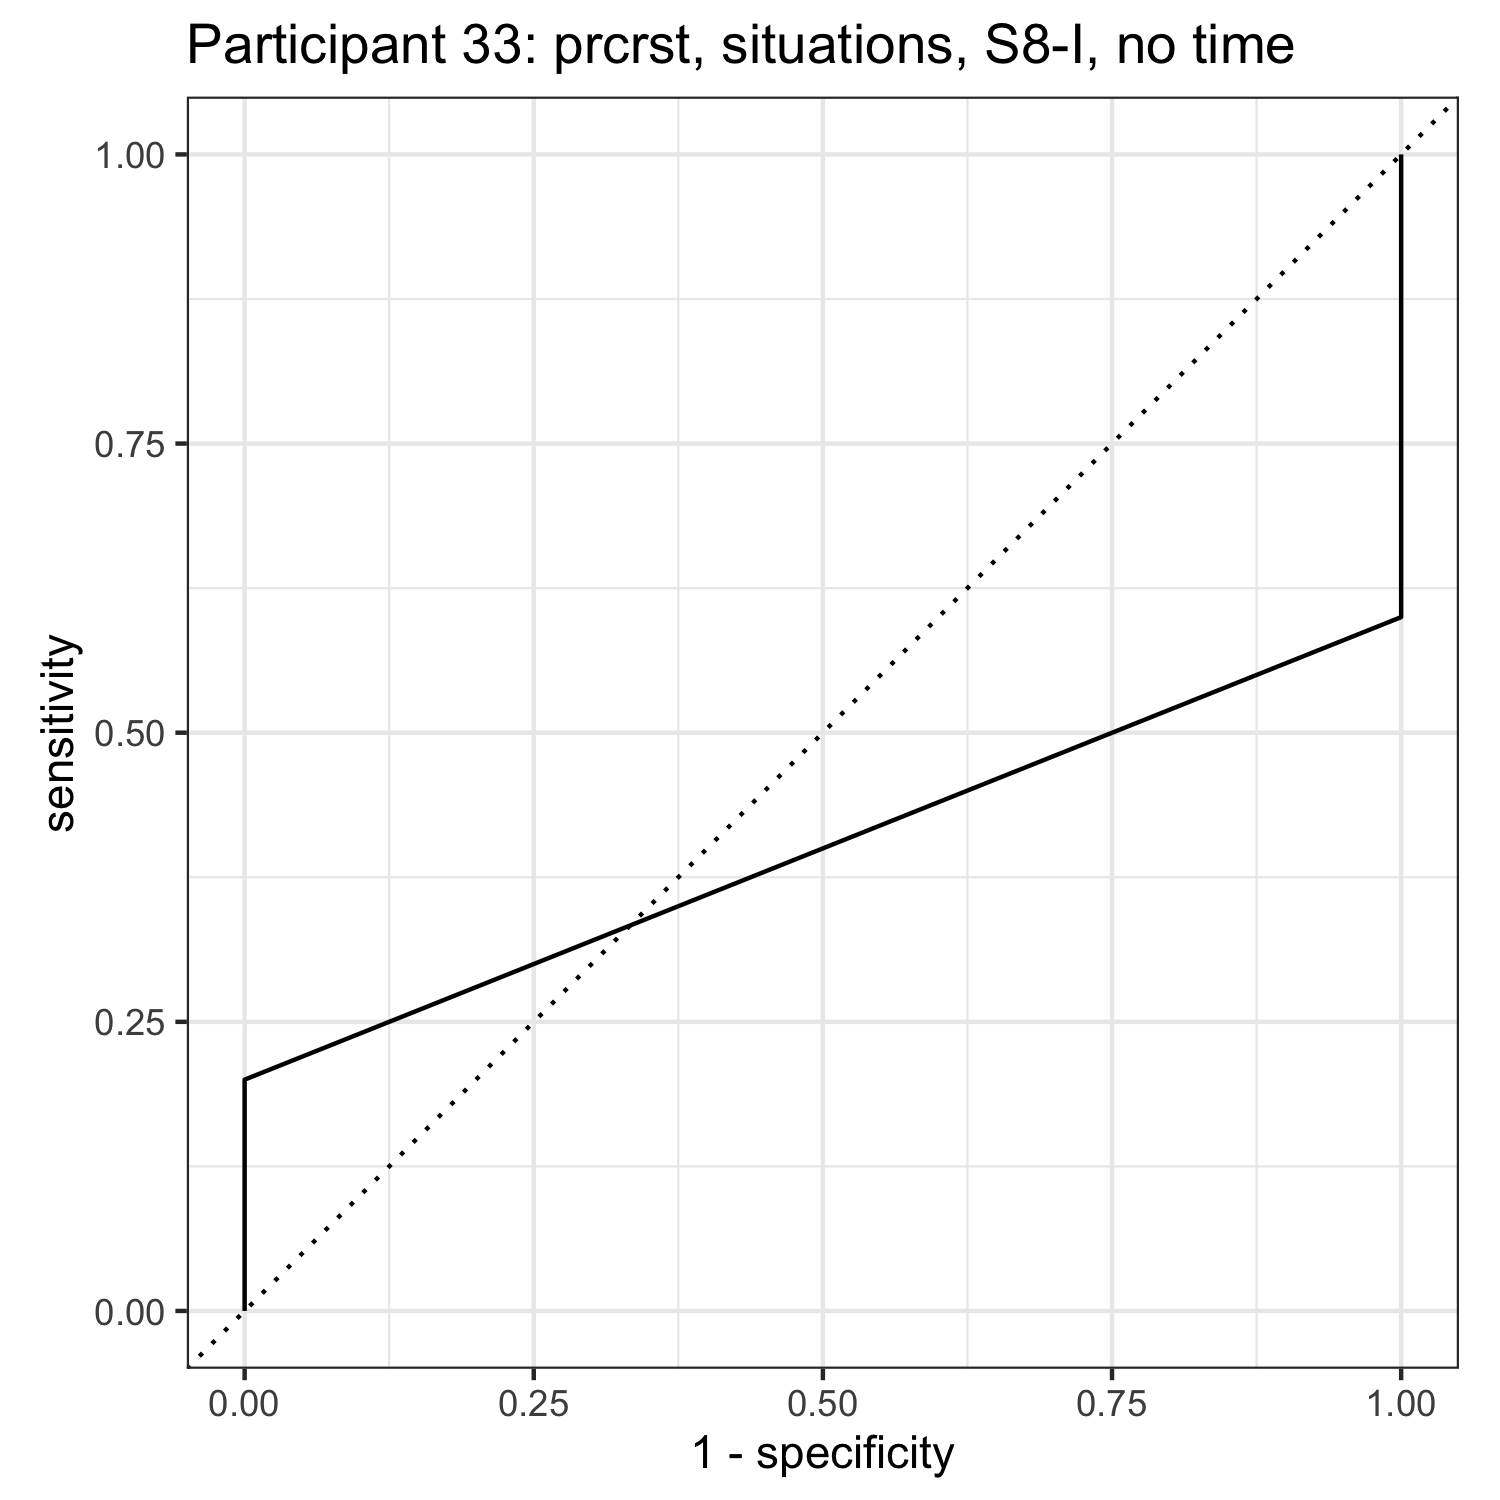 Participant 33: prcrst, situations, S8-I, no time
sensitivity
1.00
0.75
0.50
0.25
0.00
0.00 0.25 0.50 0.75 1.00
1 - specificity